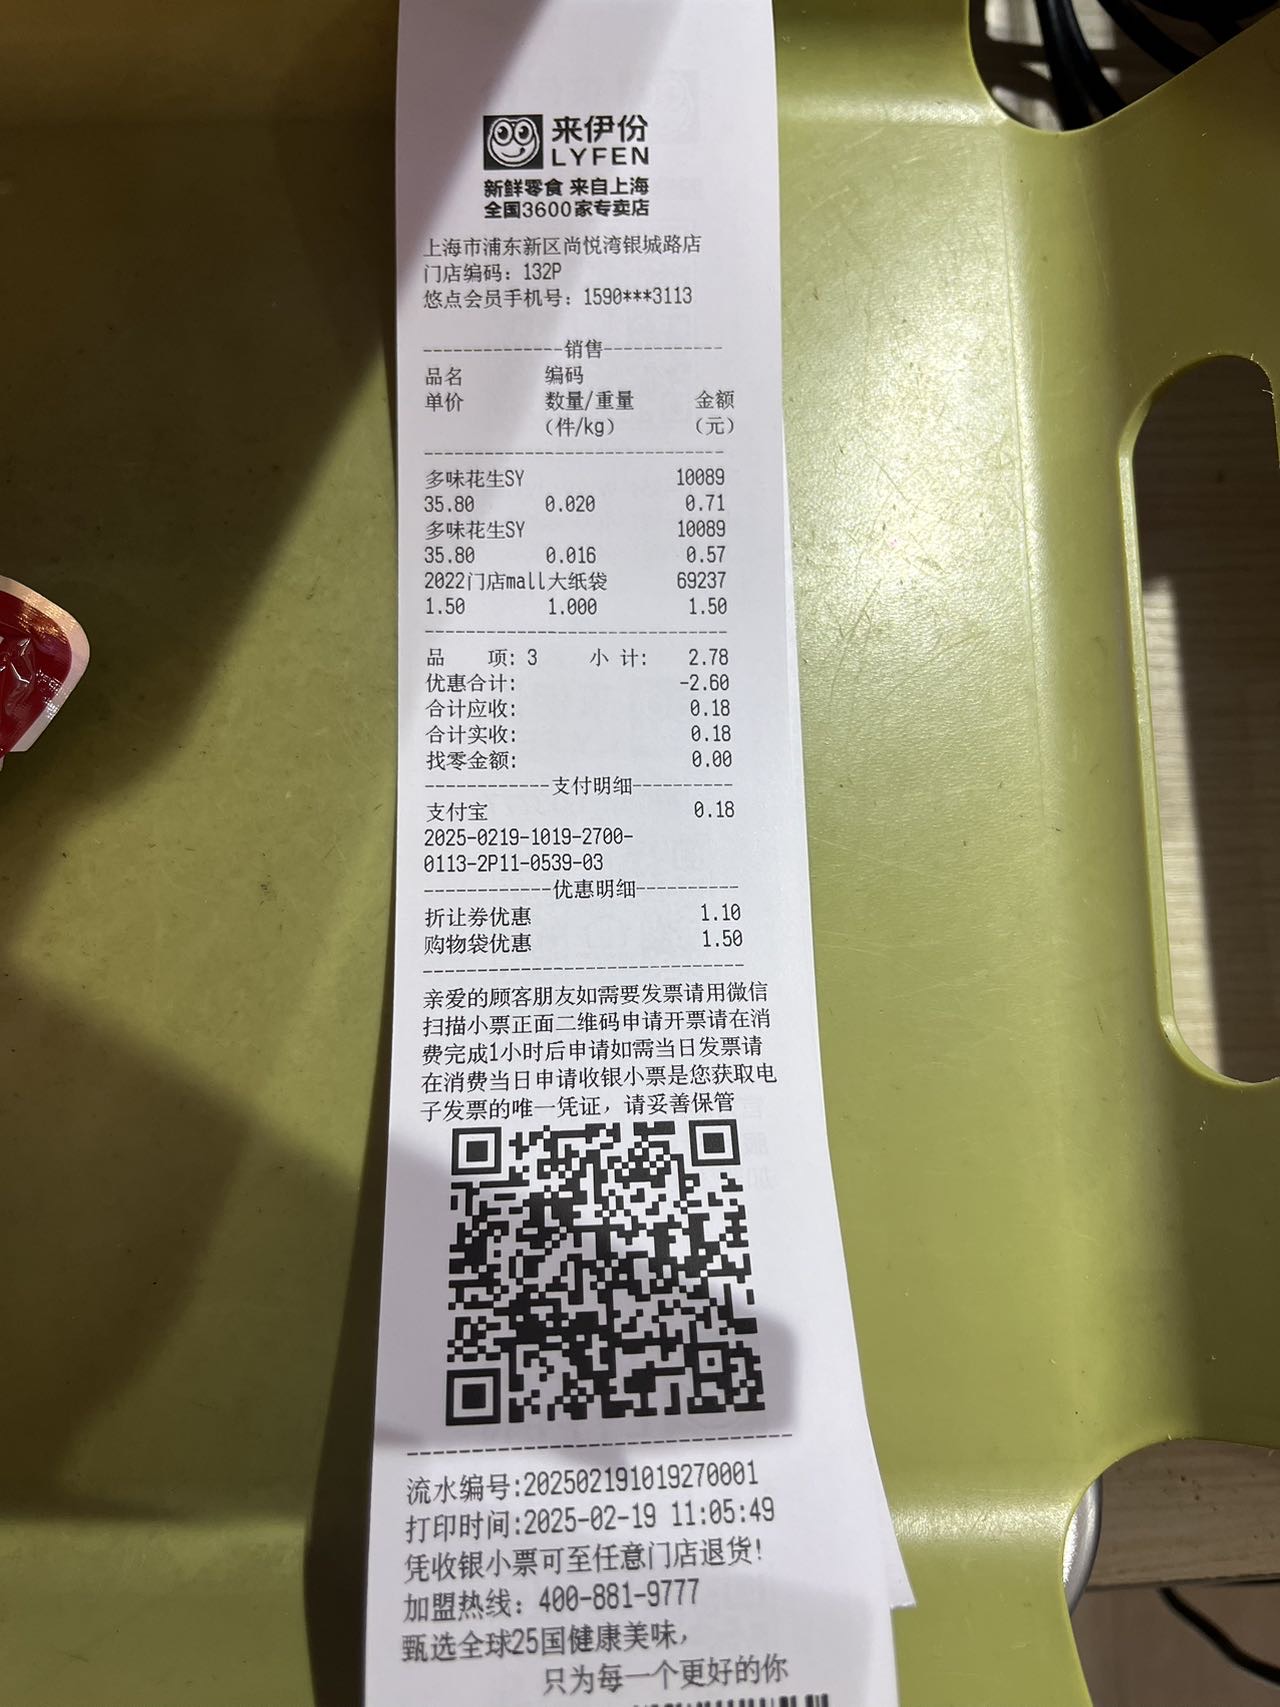 来伊份
LYFEN
新鲜零食 来自上海
全国3600家专卖店
上海市浦东新区尚悦湾银城路店
门店编码：132P
悠点会员手机号：1590***3113
--------------销售------------
品名 编码
单价 数量/重量 金额
（件/kg） （元）
多味花生SY 10089
35.80 0.020 0.71
多味花生SY 10089
35.80 0.016 0.57
2022门店mall大纸袋 69237
1.50 1.000 1.50
品 项: 3 小 计: 2.78
优惠合计: -2.60
合计应收: 0.18
合计实收: 0.18
找零金额: 0.00
------------支付明细----------
支付宝 0.18
2025-0219-1019-2700-
0113-2P11-0539-03
------------优惠明细----------
折让券优惠 1.10
购物袋优惠 1.50
亲爱的顾客朋友如需要发票请用微信
扫描小票正面二维码申请开票请在消
费完成1小时后申请如需当日发票请
在消费当日申请收银小票是您获取电
子发票的唯一凭证，请妥善保管
流水编号:202502191019270001
打印时间:2025-02-19 11:05:49
凭收银小票可至任意门店退货!
加盟热线：400-881-9777
甄选全球25国健康美味，
只为每一个更好的你